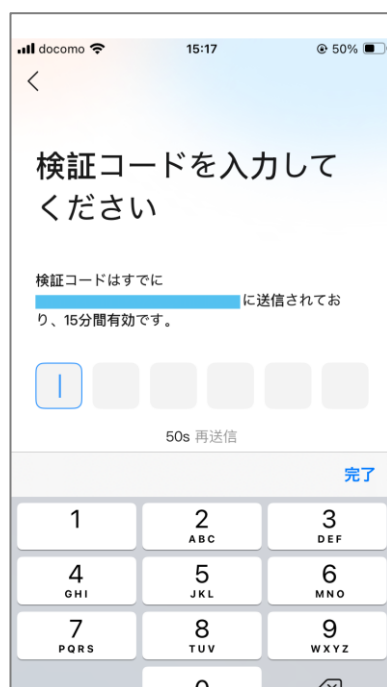 docomo 15:17 50%
検証コードを入力して
ください
検証コードはすでに
に送信されてお
り、15分間有効です。
50s 再送信
完了
1 2 3
ABC DEF
4 5 6
GHI JKL MNO
7 8 9
PQRS TUV WXYZ